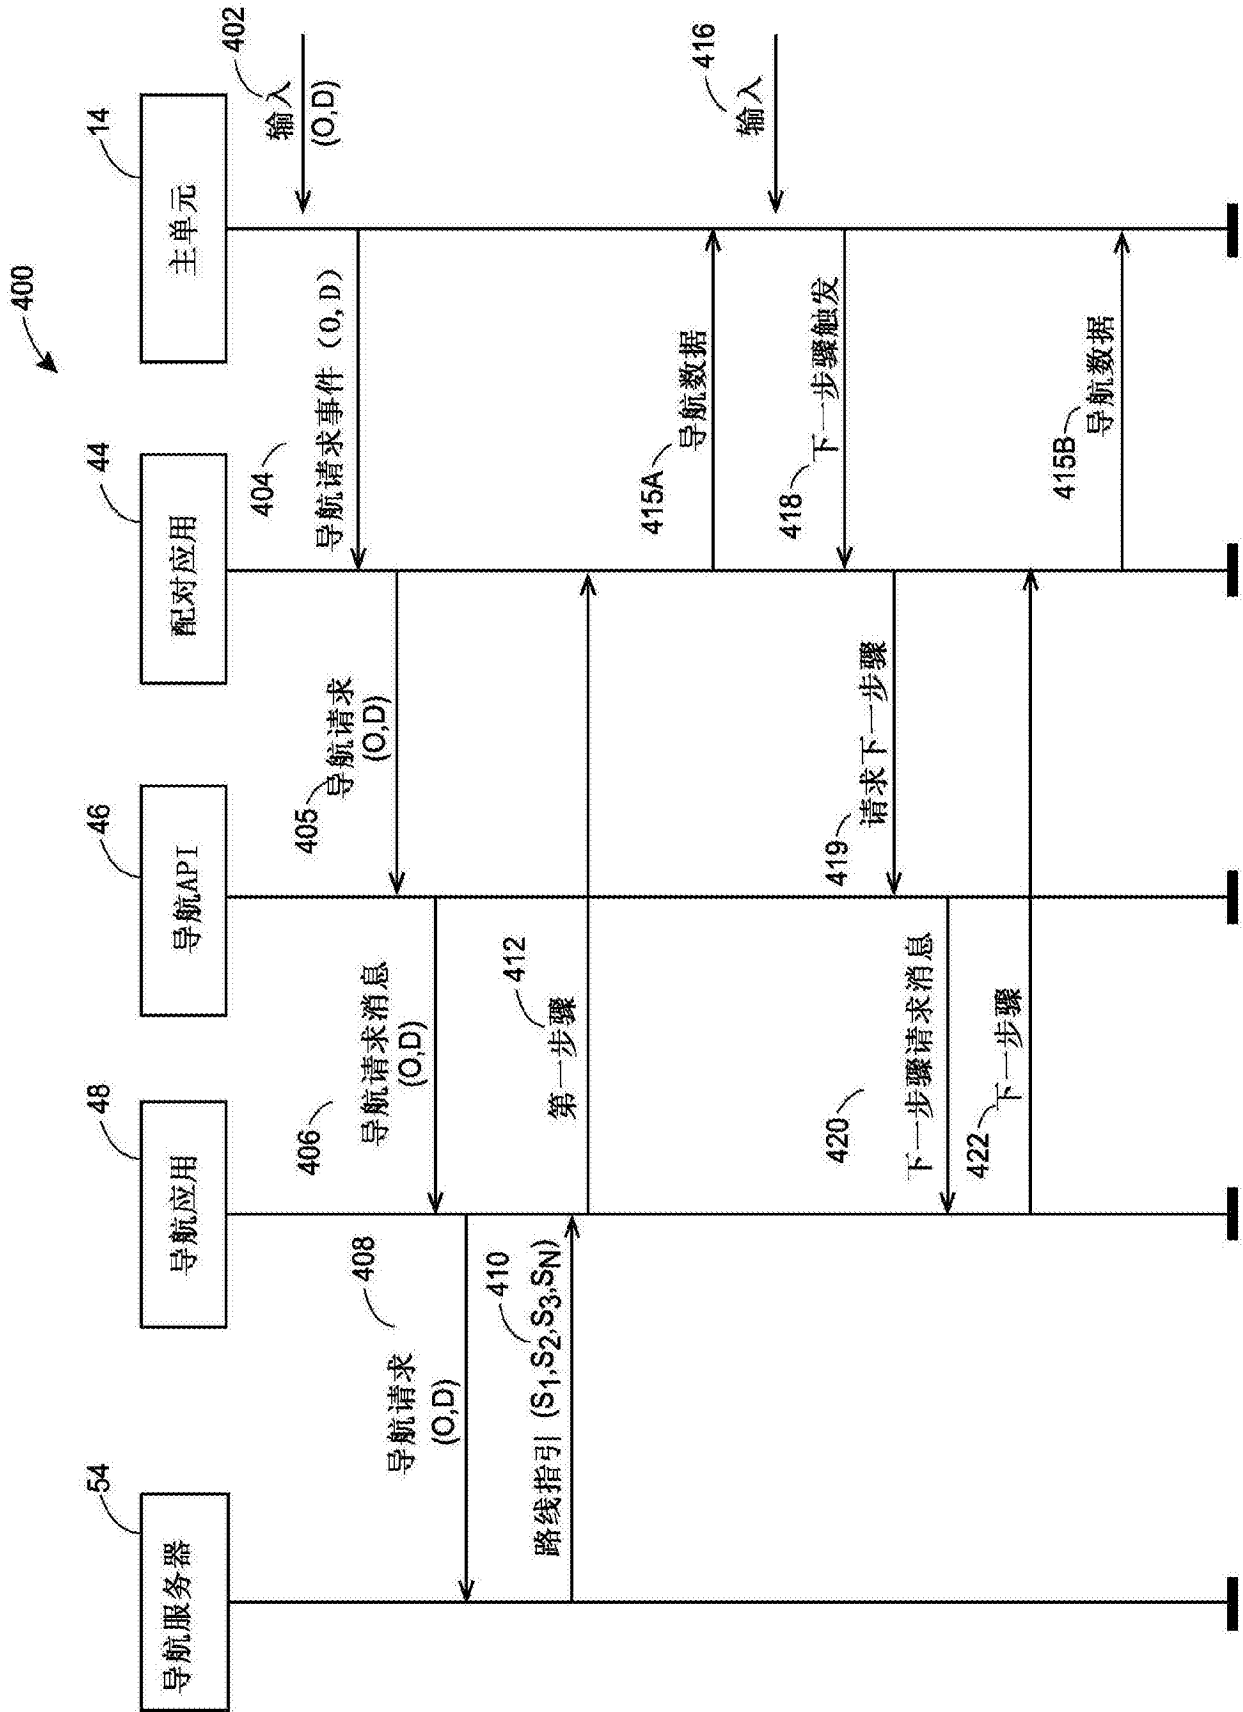 400
54
48
46
44
14
导航服务器
导航应用
导航API
配对应用
主单元
402
输入
(O,D)
404
导航请求事件（O,D）
405
导航请求
(O,D)
406
导航请求消息
(O,D)
408
导航请求
(O,D)
410
路线指引 (S1,S2,S3,SN)
412
第一步骤
415A
导航数据
416
输入
418
下一步骤触发
419
请求下一步骤
420
下一步骤请求消息
422
下一步骤
415B
导航数据